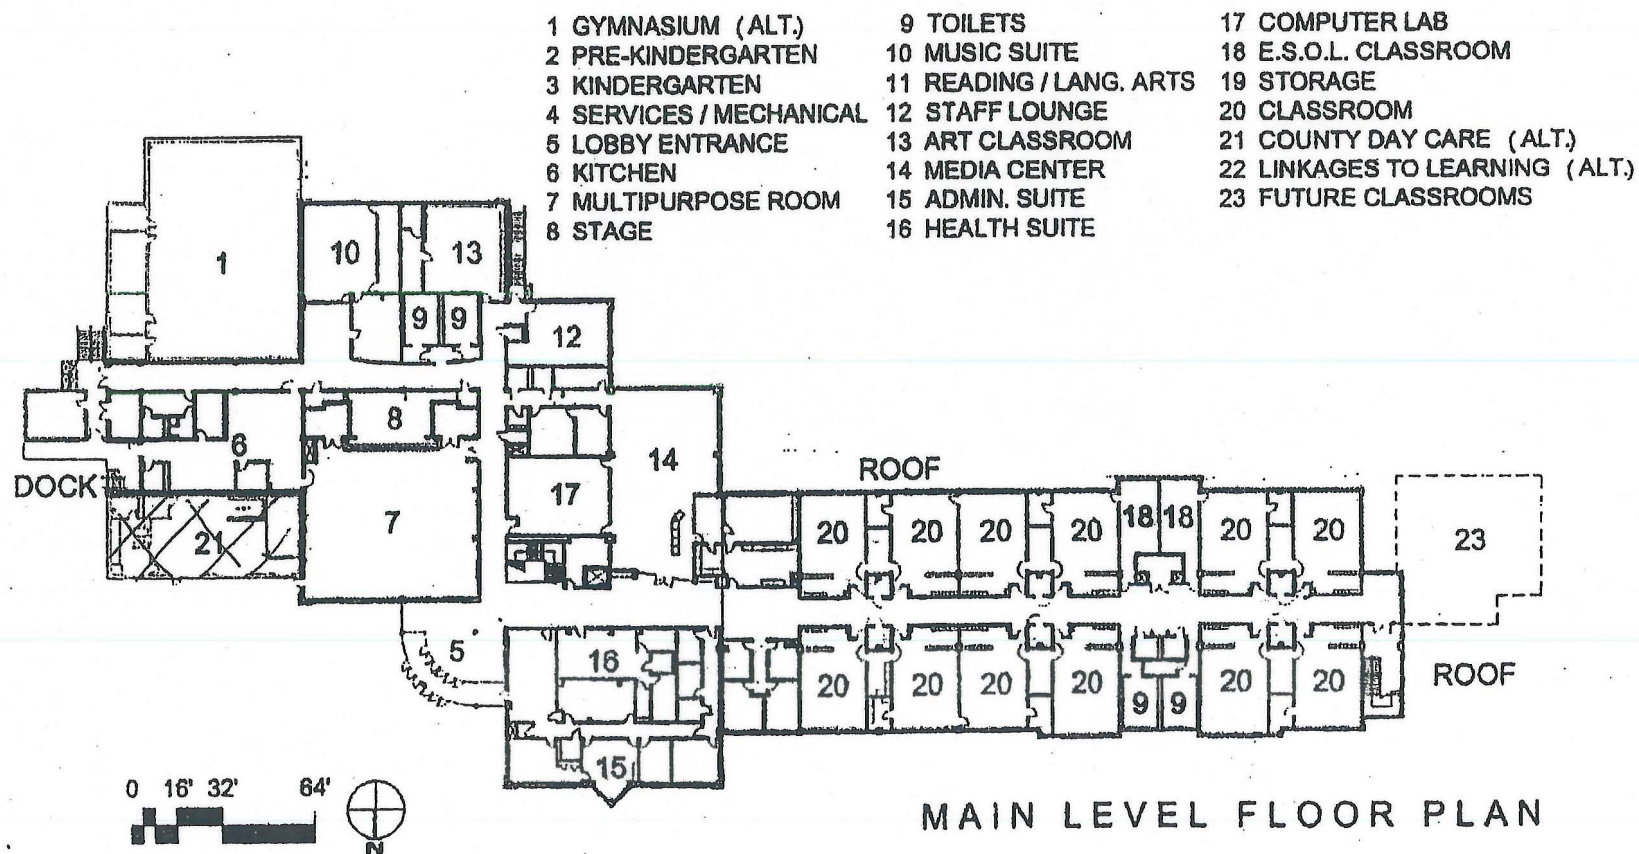 1 GYMNASIUM (ALT.)
2 PRE-KINDERGARTEN
3 KINDERGARTEN
4 SERVICES / MECHANICAL
5 LOBBY ENTRANCE
6 KITCHEN
7 MULTIPURPOSE ROOM
8 STAGE
9 TOILETS
10 MUSIC SUITE
11 READING / LANG. ARTS
12 STAFF LOUNGE
13 ART CLASSROOM
14 MEDIA CENTER
15 ADMIN. SUITE
16 HEALTH SUITE
17 COMPUTER LAB
18 E.S.O.L. CLASSROOM
19 STORAGE
20 CLASSROOM
21 COUNTY DAY CARE (ALT.)
22 LINKAGES TO LEARNING (ALT.)
23 FUTURE CLASSROOMS
1
10
13
9 9
12
8
6
14
DOCK
17
7
21
ROOF
20 20 20 20 18 18 20 20
23
5
16
20 20 20 20 9 9 20 20
ROOF
15
0 16' 32' 64'
N
MAIN LEVEL FLOOR PLAN